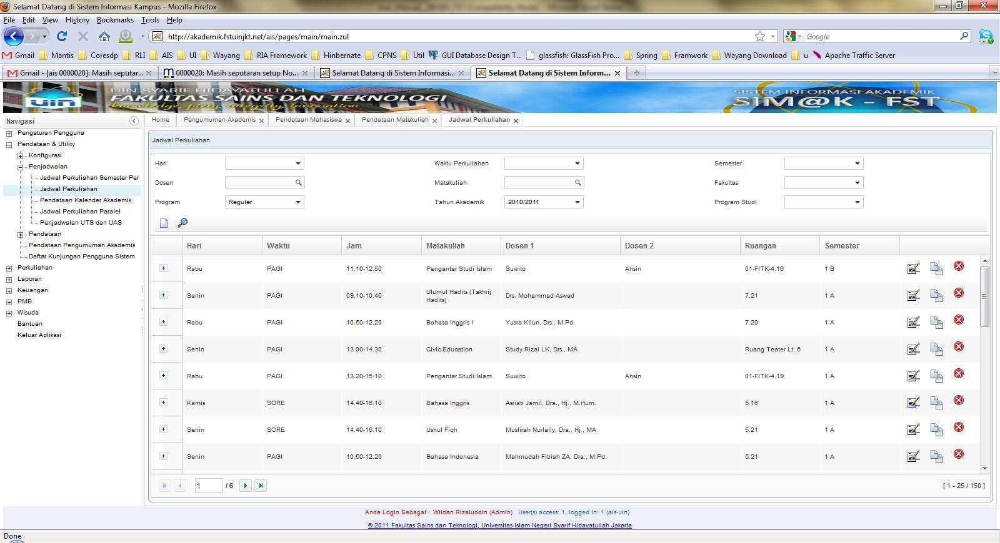 Selamat Datang di Sistem Informasi Kampus - Mozilla Firefox
File Edit View History Bookmarks Tools Help
http://akademik.fstuinjkt.net/ais/pages/main/main.zul
Google
Gmail Mantis Coresdp RLI AIS UI Wayang RIA Framework Hinbernate CPNS Util GUI Database Design T... glassfish: GlassFish Pro... Spring Framwork Wayang Download u Apache Traffic Server
Gmail - [ais 0000020]: Masih seputar... 0000020: Masih seputaran setup No... Selamat Datang di Sistem Informasi... Selamat Datang di Sistem Inform...
uin
UIN SYARIF HIDAYATULLAH
FAKULTAS SAINS DAN TEKNOLOGI
knowledge, piety, integrity, innovation
SISTEM INFORMASI AKADEMIK
SIM@K - FST
Navigasi
Pengaturan Pengguna
Pendataan & Utility
Konfigurasi
Penjadwalan
Jadwal Perkuliahan Semester Per
Jadwal Perkuliahan
Pendataan Kalender Akademik
Jadwal Perkuliahan Paralel
Penjadwalan UTS dan UAS
Pendataan
Pendataan Pengumuman Akademis
Daftar Kunjungan Pengguna Sistem
Perkuliahan
Laporan
Keuangan
PMB
Wisuda
Bantuan
Keluar Aplikasi
Home Pengumuman Akademis Pendataan Mahasiswa Pendataan Matakuliah Jadwal Perkuliahan
Jadwal Perkuliahan
Hari Waktu Perkuliahan Semester
Dosen Matakuliah Fakultas
Program Reguler Tahun Akademik 2010/2011 Program Studi
Hari Waktu Jam Matakuliah Dosen 1 Dosen 2 Ruangan Semester
Rabu PAGI 11.10-12.50 Pengantar Studi Islam Suwito Ahsin 01-FITK-4.16 1 B
Senin PAGI 09.10-10.40 Ulumul Hadits (Takhrij Hadits) Drs. Mohammad Aswad 7.21 1 A
Rabu PAGI 10.50-12.20 Bahasa Inggris I Yusra Kilun, Drs., M.Pd. 7.20 1 A
Senin PAGI 13.00-14.30 Civic Education Study Rizal LK, Drs., MA Ruang Teater Lt. 6 1 A
Rabu PAGI 13.20-15.10 Pengantar Studi Islam Suwito Ahsin 01-FITK-4.19 1 A
Kamis SORE 14.40-16.10 Bahasa Inggris Asriati Jamil, Dra., Hj., M.Hum. 5.16 1 A
Senin SORE 14.40-16.10 Ushul Fiqh Musfirah Nurlaily, Dra., Hj., MA 5.21 1 A
Senin PAGI 10.50-12.20 Bahasa Indonesia Mahmudah Fitriah ZA, Dra., M.Pd. 5.21 1 A
1 / 6 [ 1 - 25 / 150 ]
Anda Login Sebagai : Wildan Rizaluddin (Admin) User(s) access: 1, logged in: 1 (ais-uin)
© 2011 Fakultas Sains dan Teknologi, Universitas Islam Negeri Syarif Hidayatullah Jakarta
Done